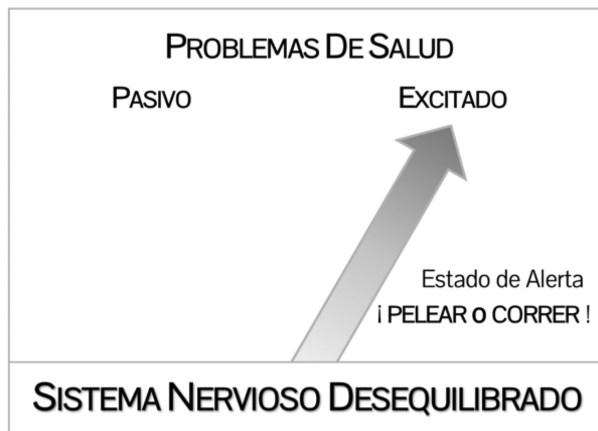 PROBLEMAS DE SALUD
PASIVO EXCITADO
Estado de Alerta
¡ PELEAR o CORRER !
SISTEMA NERVIOSO DESEQUILIBRADO